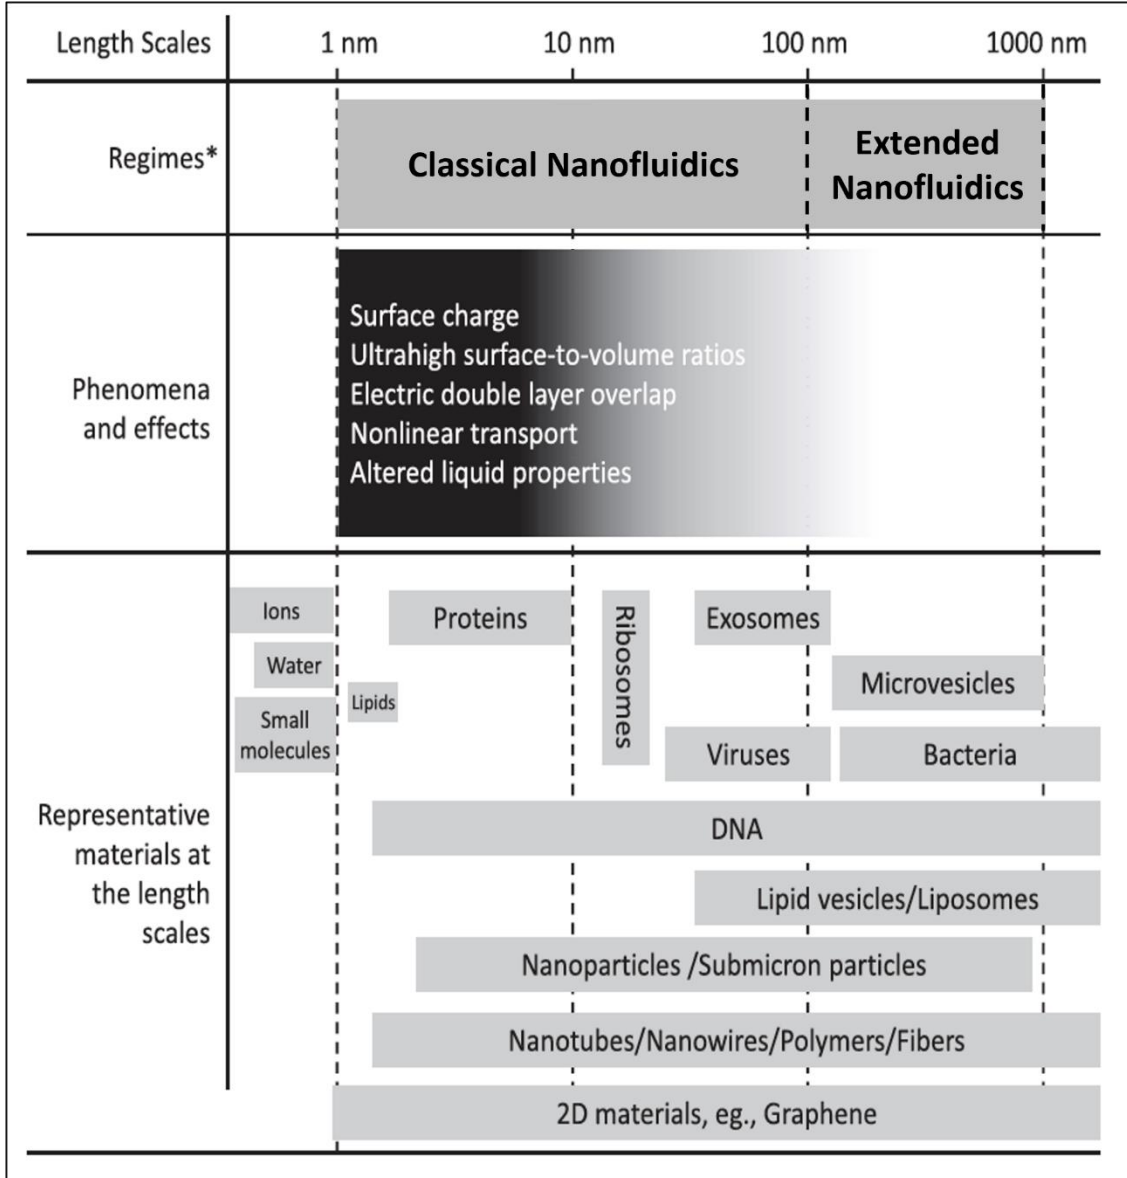 Length Scales 1 nm 10 nm 100 nm 1000 nm
Regimes*
Classical Nanofluidics
Extended
Nanofluidics
Phenomena
and effects
Surface charge
Ultrahigh surface-to-volume ratios
Electric double layer overlap
Nonlinear transport
Altered liquid properties
Representative
materials at
the length
scales
Ions
Water
Small
molecules
Lipids
Proteins
Ribosomes
Exosomes
Microvesicles
Viruses
Bacteria
DNA
Lipid vesicles/Liposomes
Nanoparticles /Submicron particles
Nanotubes/Nanowires/Polymers/Fibers
2D materials, eg., Graphene